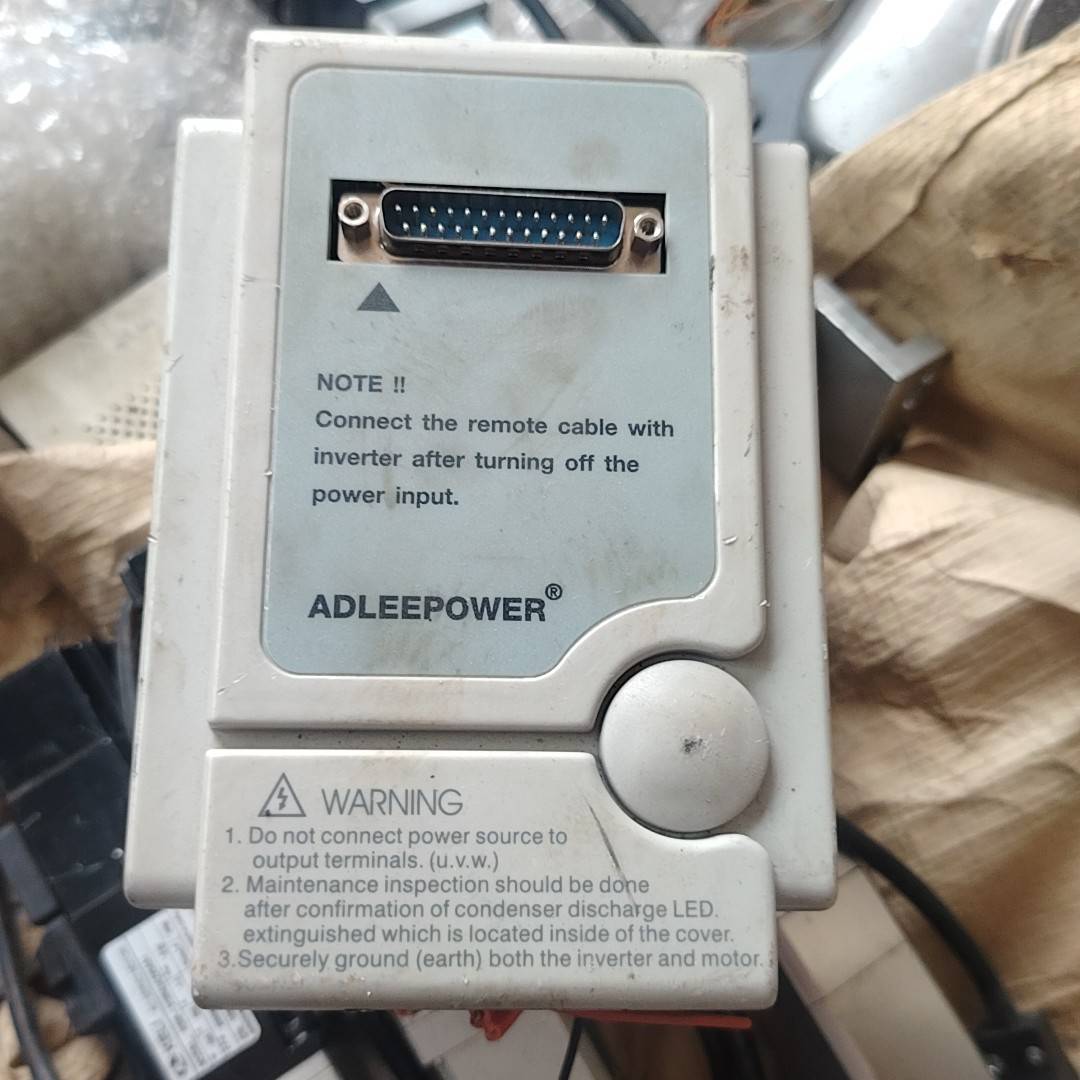 NOTE !!
Connect the remote cable with
inverter after turning off the
power input.
ADLEEPOWER®
WARNING
1. Do not connect power source to
output terminals. (u.v.w.)
2. Maintenance inspection should be done
after confirmation of condenser discharge LED.
extinguished which is located inside of the cover.
3.Securely ground (earth) both the inverter and motor.